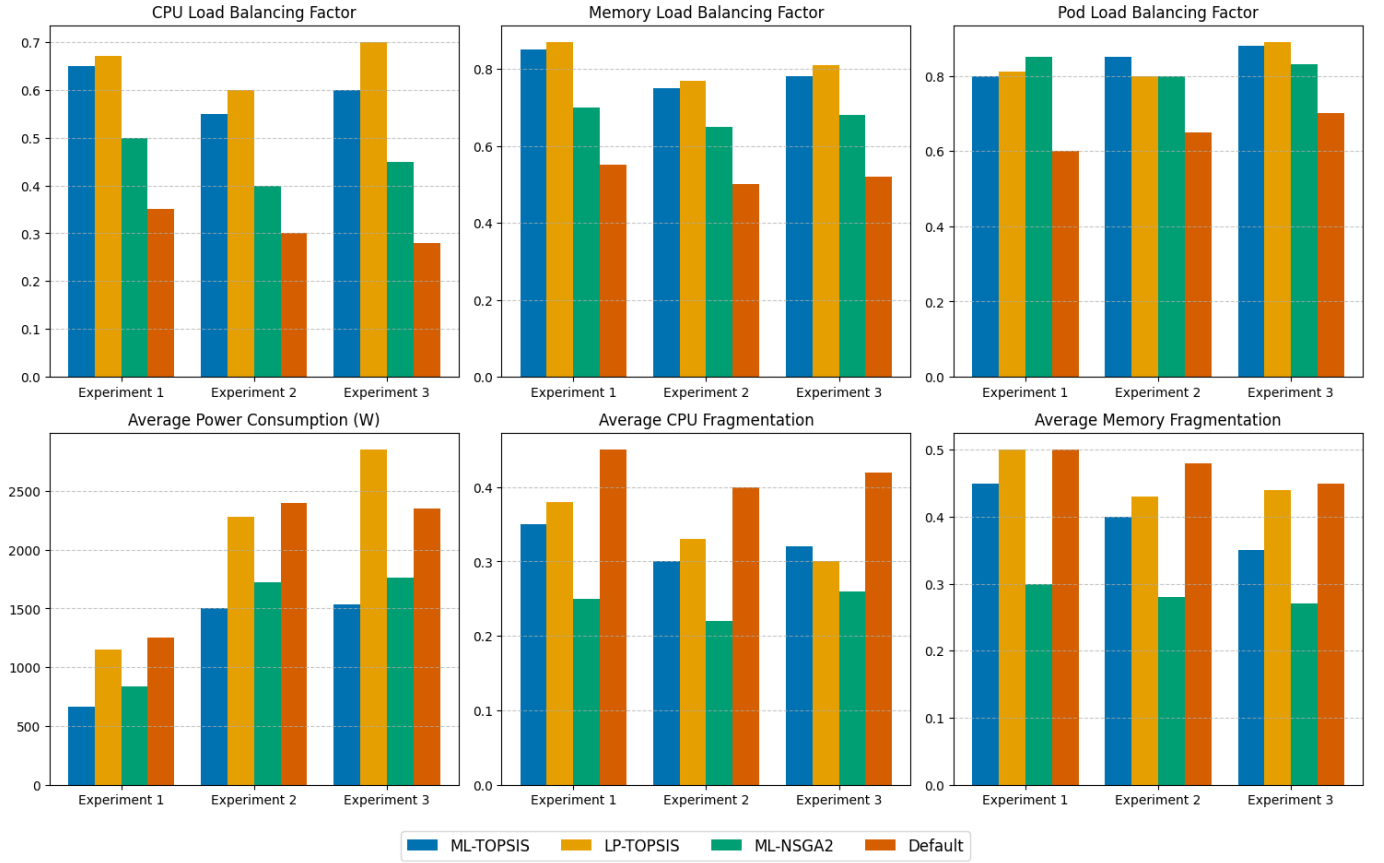 CPU Load Balancing Factor
0.7
0.6
0.5
0.4
0.3
0.2
0.1
0.0
Experiment 1 Experiment 2 Experiment 3
Memory Load Balancing Factor
0.8
0.6
0.4
0.2
0.0
Experiment 1 Experiment 2 Experiment 3
Pod Load Balancing Factor
0.8
0.6
0.4
0.2
0.0
Experiment 1 Experiment 2 Experiment 3
Average Power Consumption (W)
2500
2000
1500
1000
500
0
Experiment 1 Experiment 2 Experiment 3
Average CPU Fragmentation
0.4
0.3
0.2
0.1
0.0
Experiment 1 Experiment 2 Experiment 3
Average Memory Fragmentation
0.5
0.4
0.3
0.2
0.1
0.0
Experiment 1 Experiment 2 Experiment 3
ML-TOPSIS LP-TOPSIS ML-NSGA2 Default